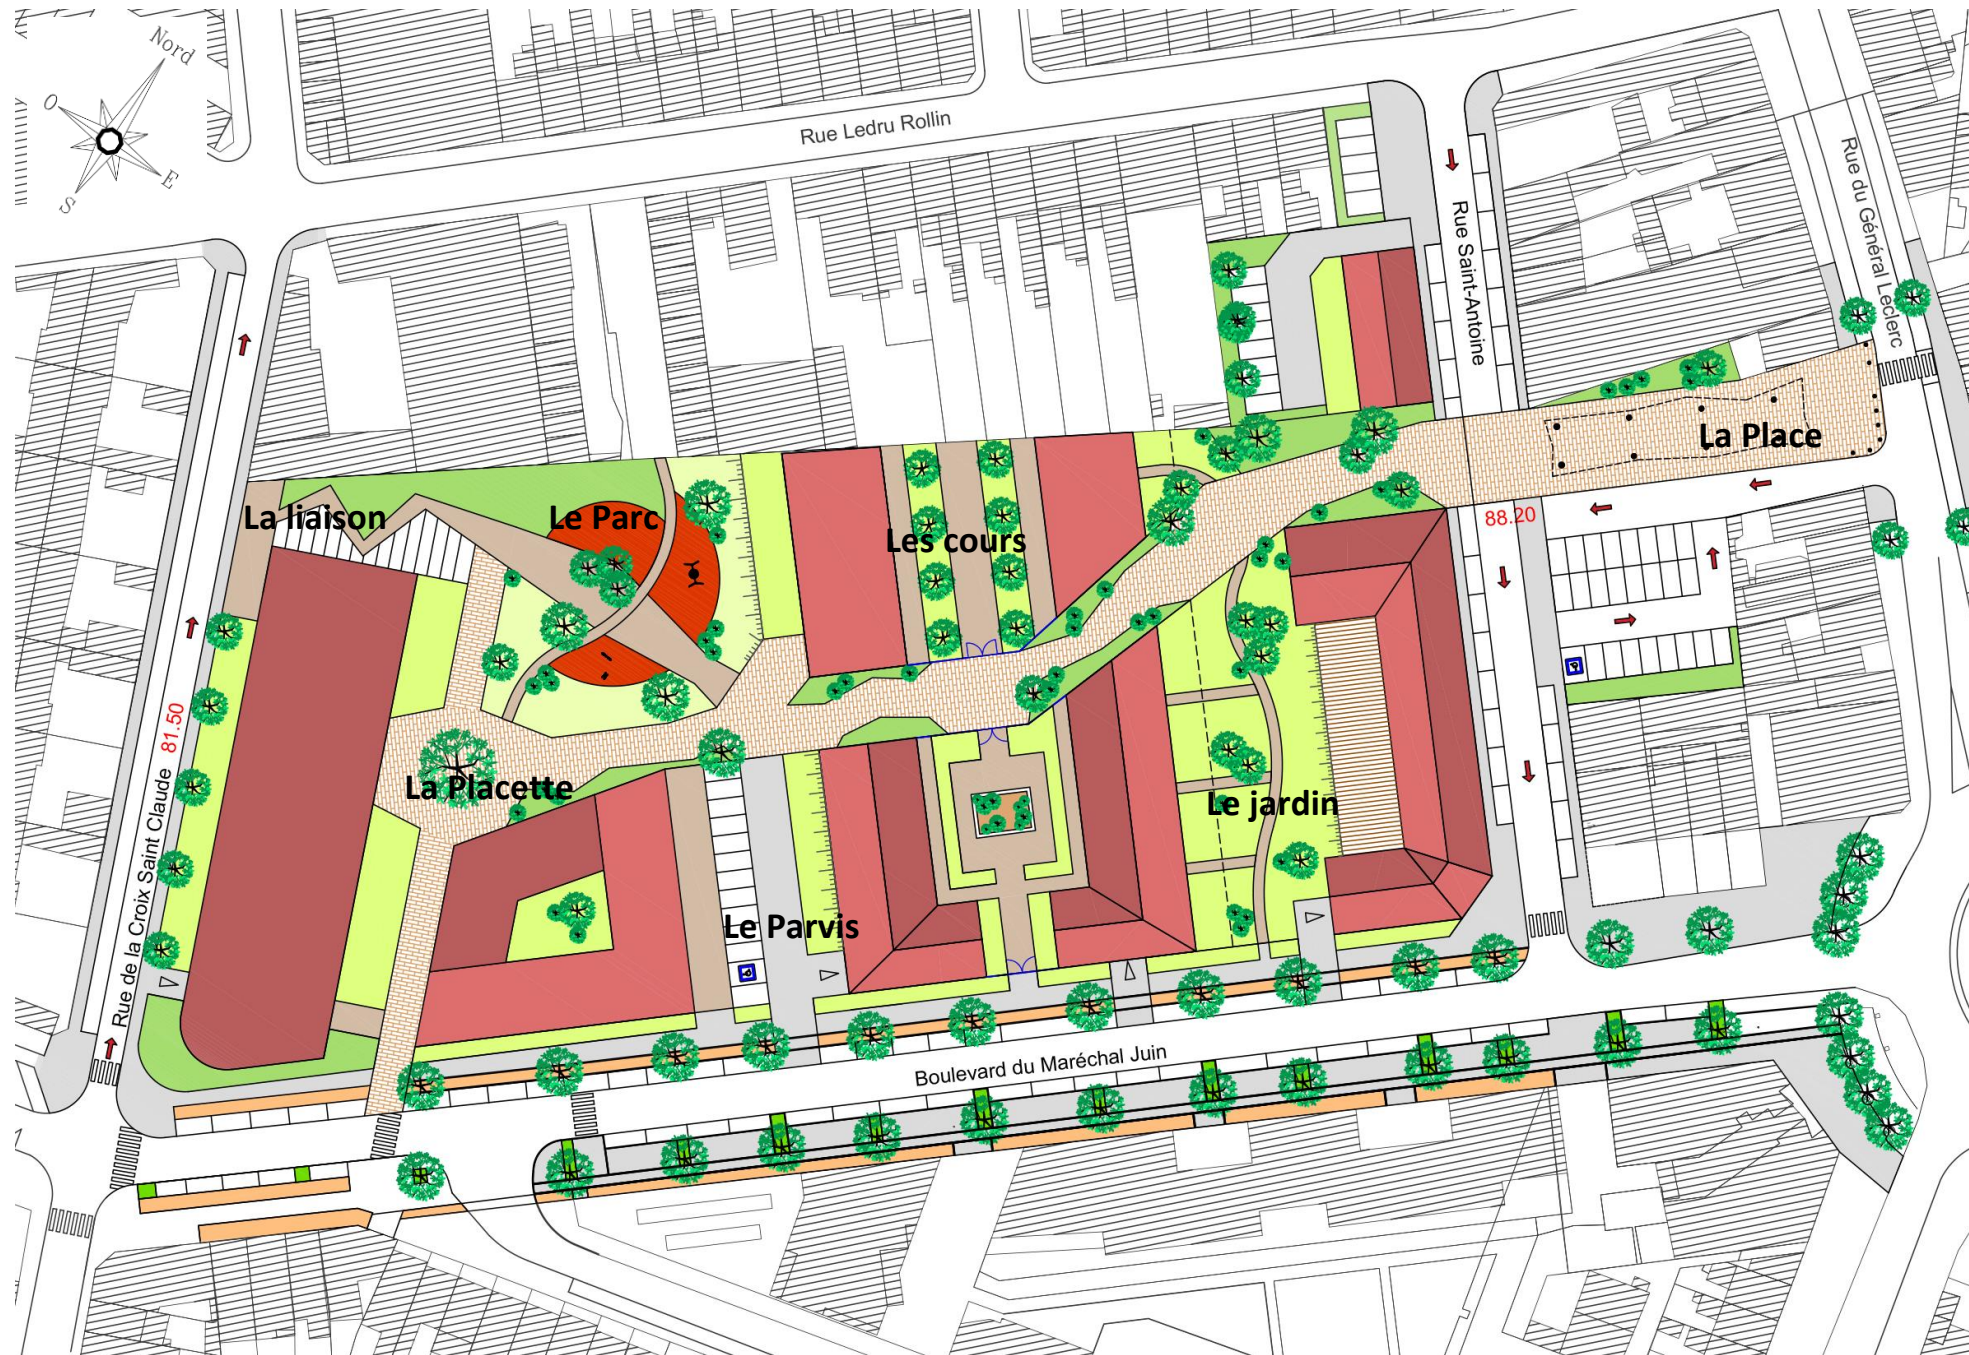 Nord
O
E
S
Rue Ledru Rollin
Rue Saint-Antoine
Rue du Général Leclerc
La Place
88.20
La liaison
Le Parc
Les cours
81.50
La Placette
Le jardin
Le Parvis
Rue de la Croix Saint Claude
Boulevard du Maréchal Juin